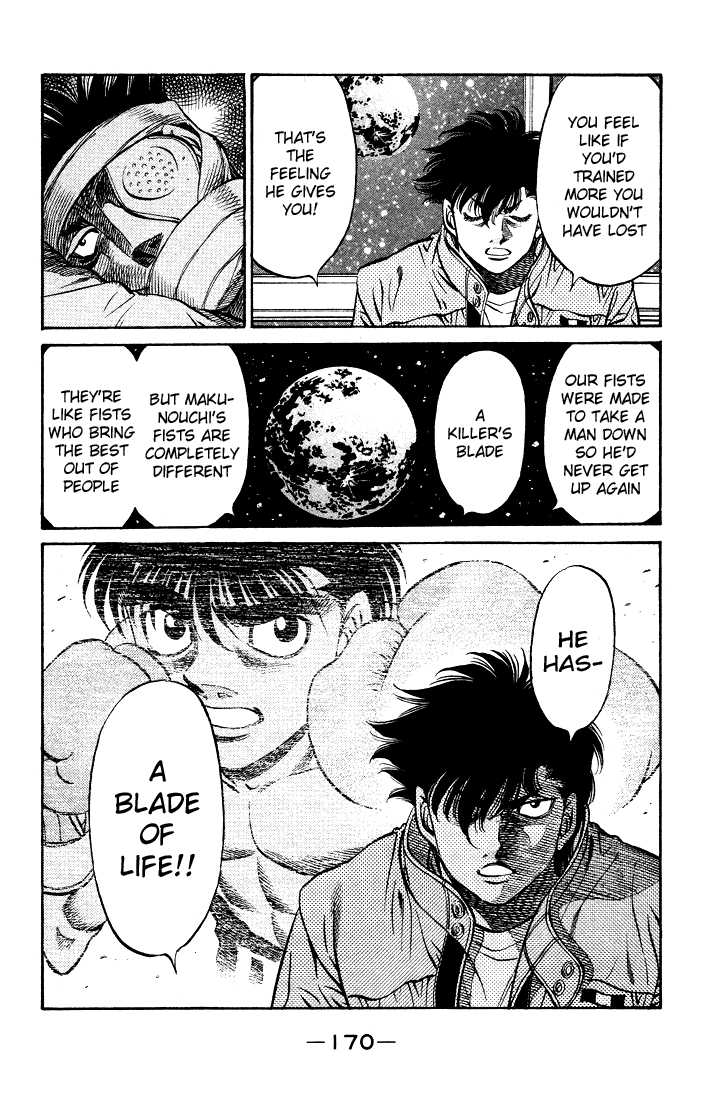 YOU FEEL
LIKE IF
YOU'D
TRAINED
MORE YOU
WOULDN'T
HAVE LOST
THAT'S
THE
FEELING
HE GIVES
YOU!
OUR FISTS
WERE MADE
TO TAKE A
MAN DOWN
SO HE'D
NEVER GET
UP AGAIN
A
KILLER'S
BLADE
BUT MAKU-
NOUCHI'S
FISTS ARE
COMPLETELY
DIFFERENT
THEY'RE
LIKE FISTS
WHO BRING
THE BEST
OUT OF
PEOPLE
HE
HAS-
A
BLADE
OF
LIFE!!
—170—